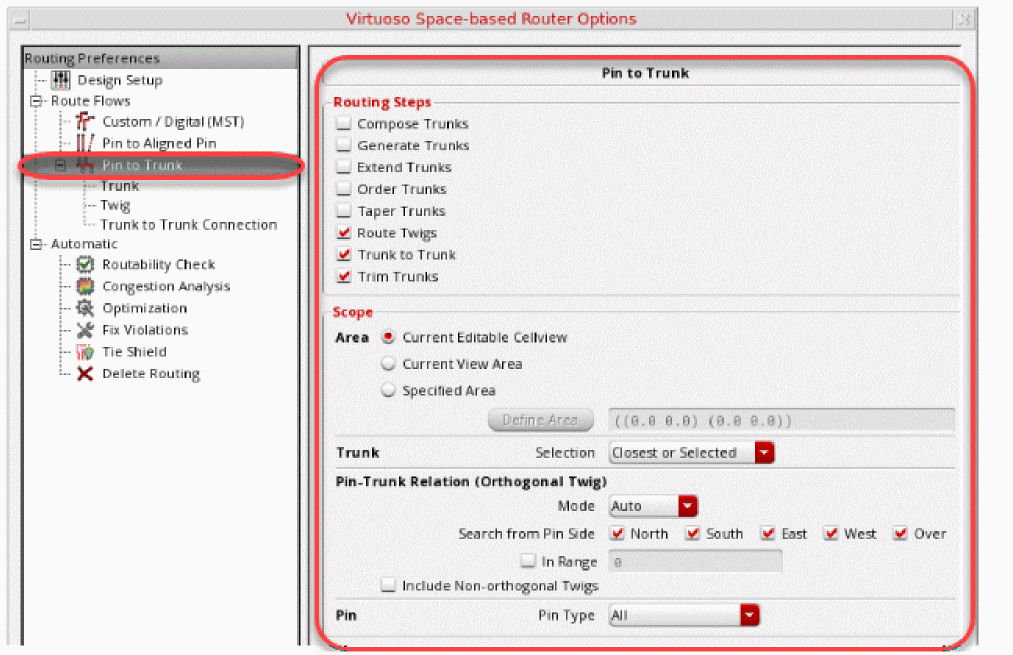 Virtuoso Space-based Router Options
Routing Preferences
Design Setup
Route Flows
Custom / Digital (MST)
Pin to Aligned Pin
Pin to Trunk
Trunk
Twig
Trunk to Trunk Connection
Automatic
Routability Check
Congestion Analysis
Optimization
Fix Violations
Tie Shield
Delete Routing
Pin to Trunk
Routing Steps
Compose Trunks
Generate Trunks
Extend Trunks
Order Trunks
Taper Trunks
Route Twigs
Trunk to Trunk
Trim Trunks
Scope
Area Current Editable Cellview
Current View Area
Specified Area
Define Area ((0.0 0.0) (0.0 0.0))
Trunk Selection Closest or Selected
Pin-Trunk Relation (Orthogonal Twig)
Mode Auto
Search from Pin Side North South East West Over
In Range 0
Include Non-orthogonal Twigs
Pin Pin Type All